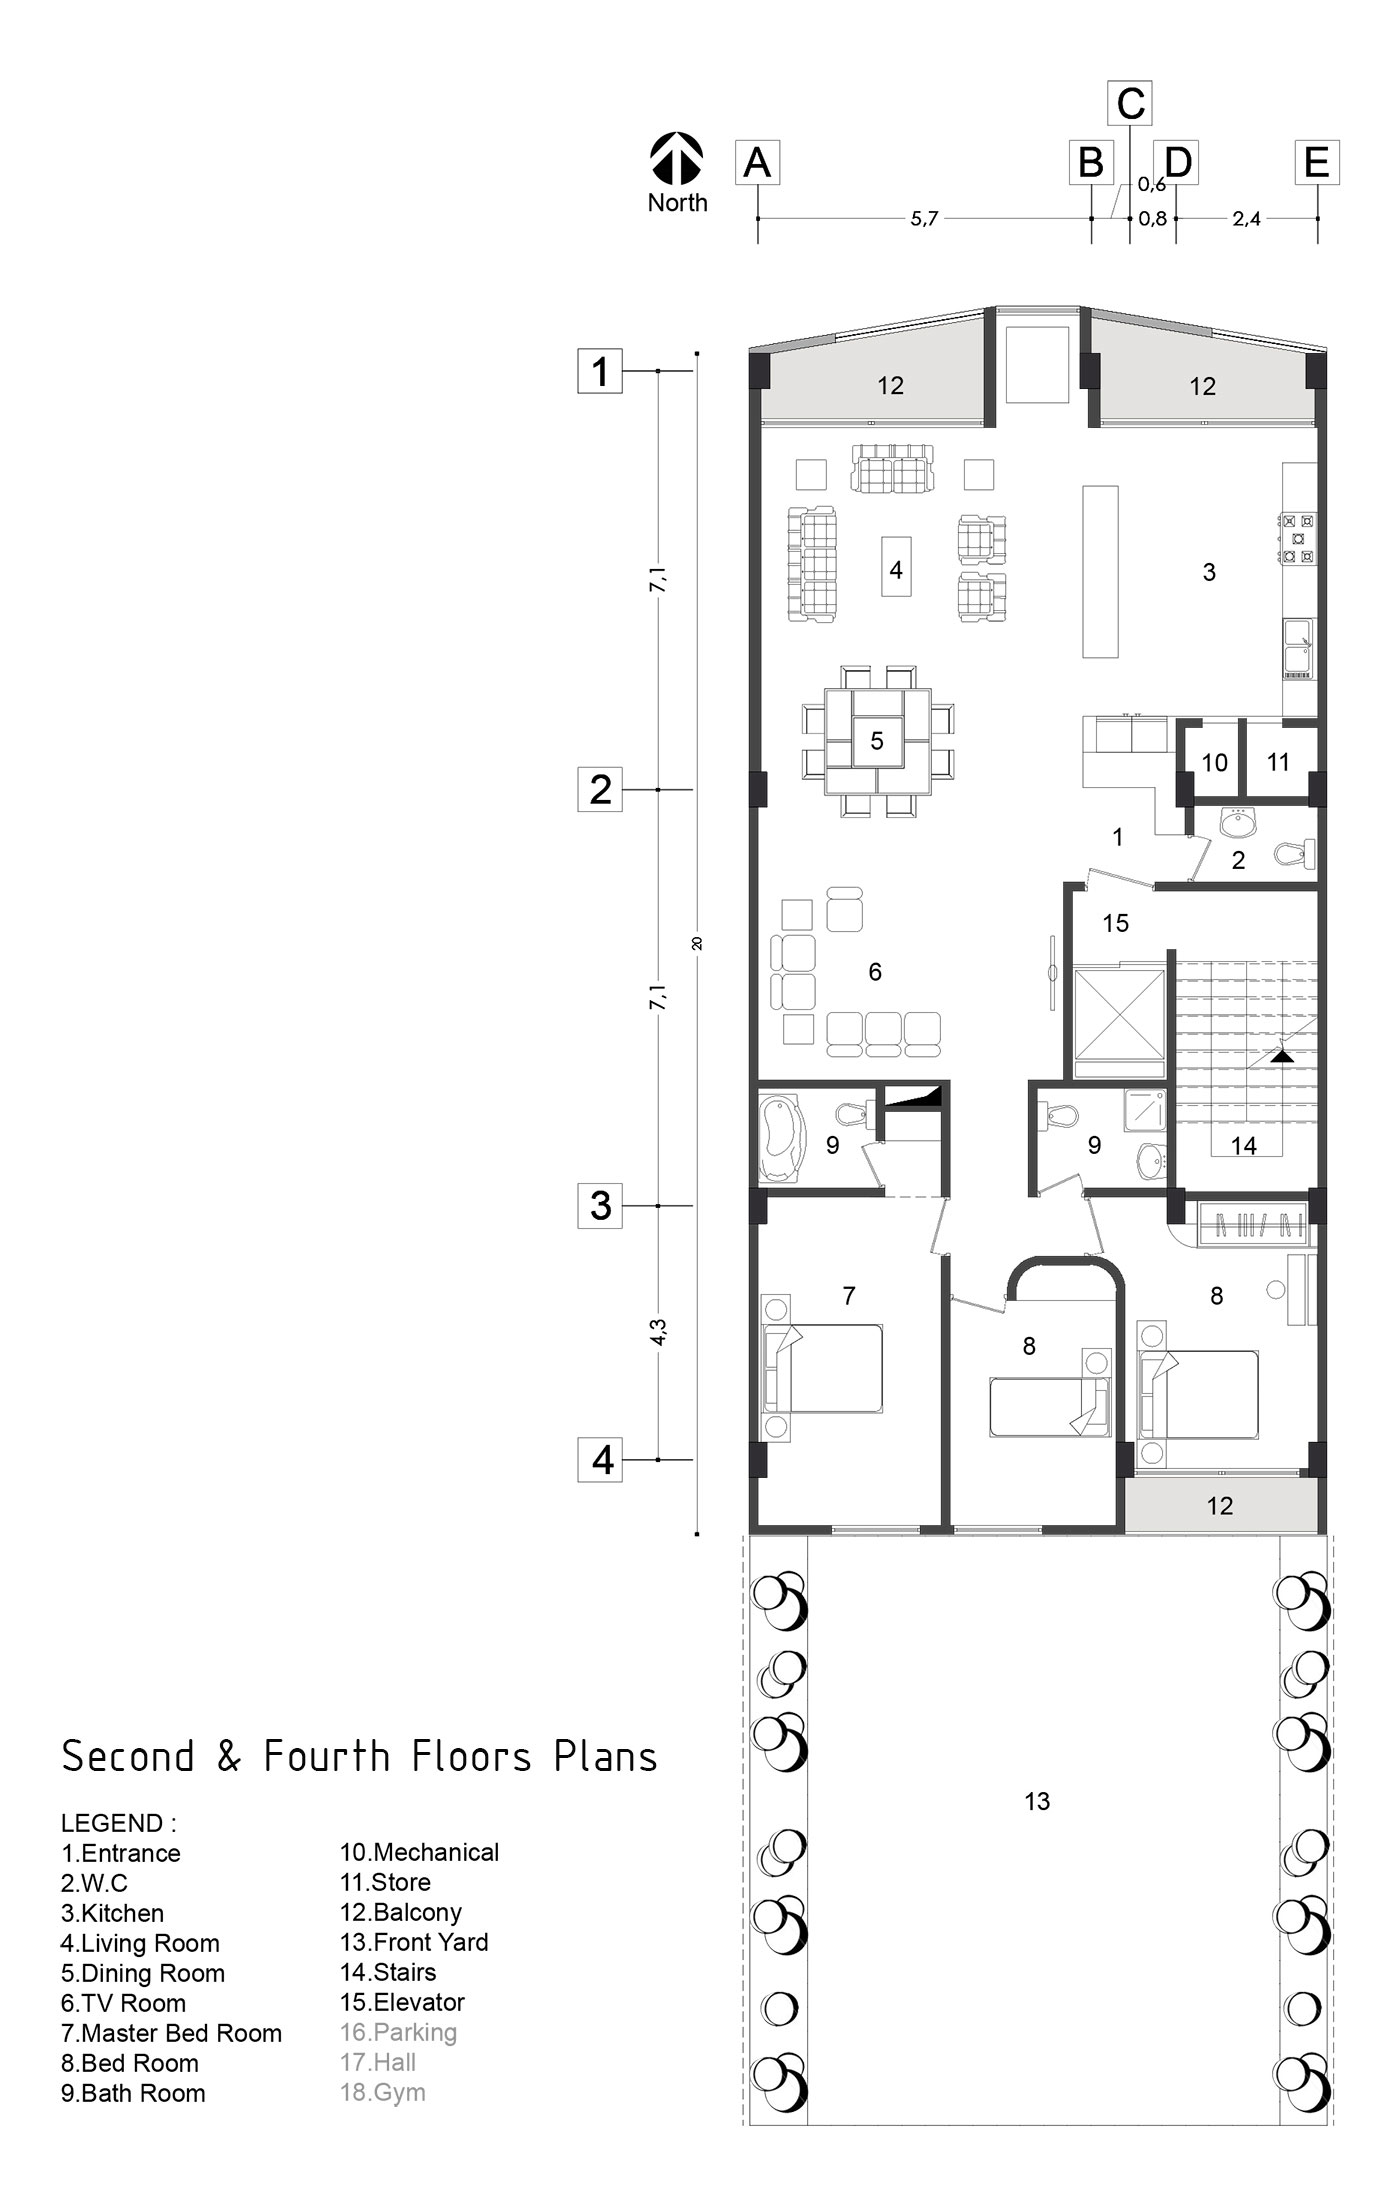 C
A
B
D
E
North
0,6
5,7
0,8
2,4
1
12
12
7,1
4
3
5
10
11
2
1
2
15
20
6
7,1
9
9
14
3
7
8
4,3
8
4
12
13
Second & Fourth Floors Plans
LEGEND :
1.Entrance
2.W.C
3.Kitchen
4.Living Room
5.Dining Room
6.TV Room
7.Master Bed Room
8.Bed Room
9.Bath Room
10.Mechanical
11.Store
12.Balcony
13.Front Yard
14.Stairs
15.Elevator
16.Parking
17.Hall
18.Gym